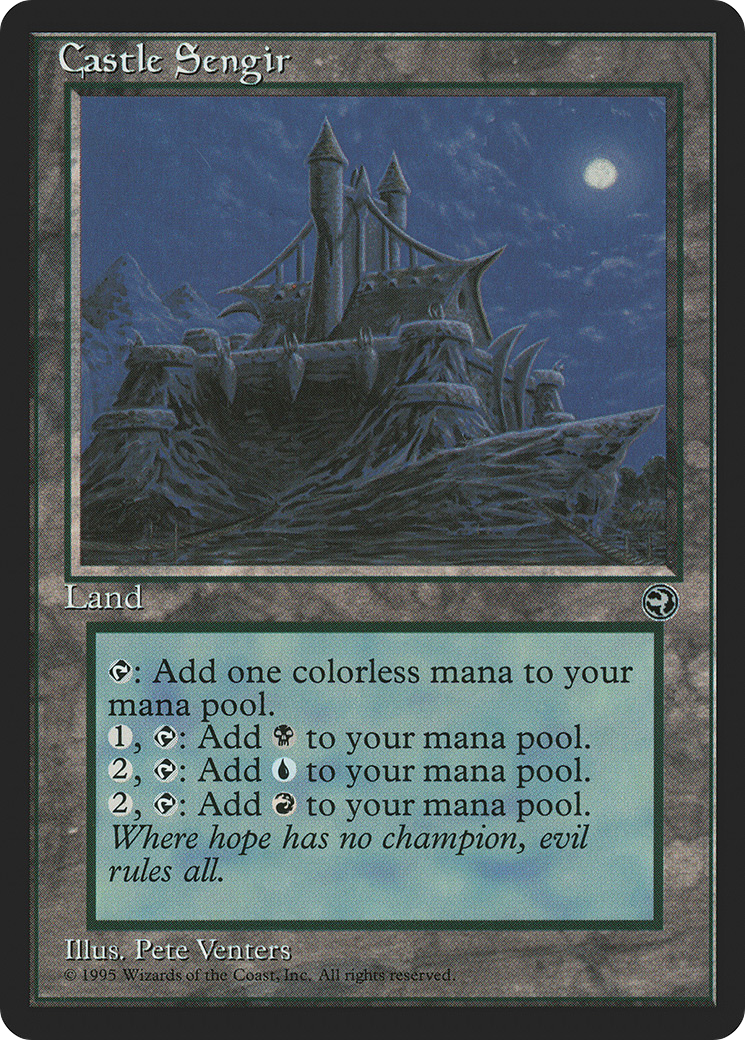 Castle Sengir
Land
: Add one colorless mana to your
mana pool.
1, : Add to your mana pool.
2, : Add to your mana pool.
2, : Add to your mana pool.
Where hope has no champion, evil
rules all.
Illus. Pete Venters
© 1995 Wizards of the Coast, Inc. All rights reserved.